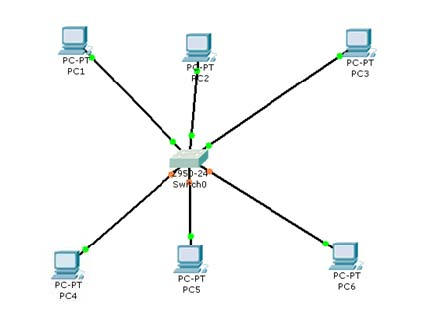 PC-PT
PC1
PC-PT
PC2
PC-PT
PC3
2950-24
Switch0
PC-PT
PC4
PC-PT
PC5
PC-PT
PC6